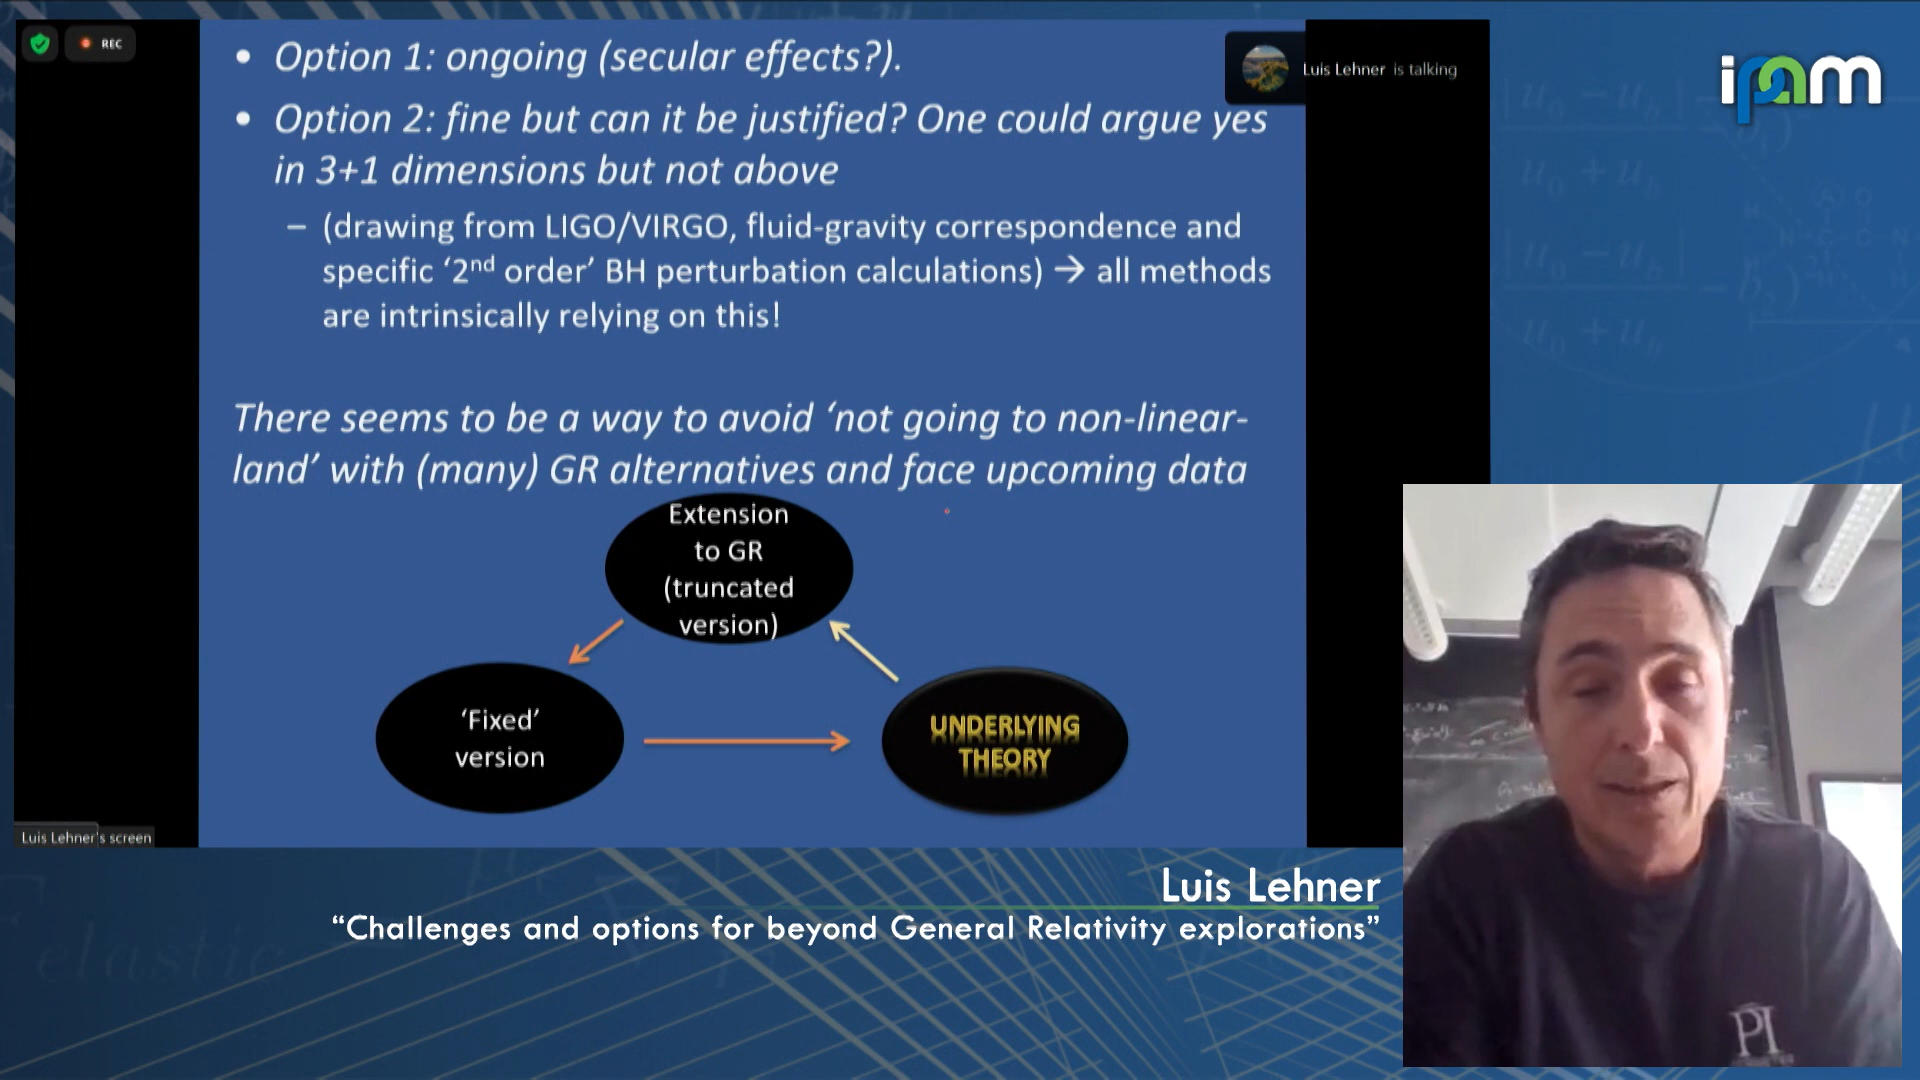 REC
• Option 1: ongoing (secular effects?).
Luis Lehner is talking
ipam
• Option 2: fine but can it be justified? One could argue yes
in 3+1 dimensions but not above
– (drawing from LIGO/VIRGO, fluid-gravity correspondence and
specific ‘2nd order’ BH perturbation calculations) → all methods
are intrinsically relying on this!
There seems to be a way to avoid ‘not going to non-linear-
land’ with (many) GR alternatives and face upcoming data
Extension
to GR
(truncated
version)
‘Fixed’
version
UNDERLYING
THEORY
Luis Lehner's screen
Luis Lehner
“Challenges and options for beyond General Relativity explorations”
elastic
PI